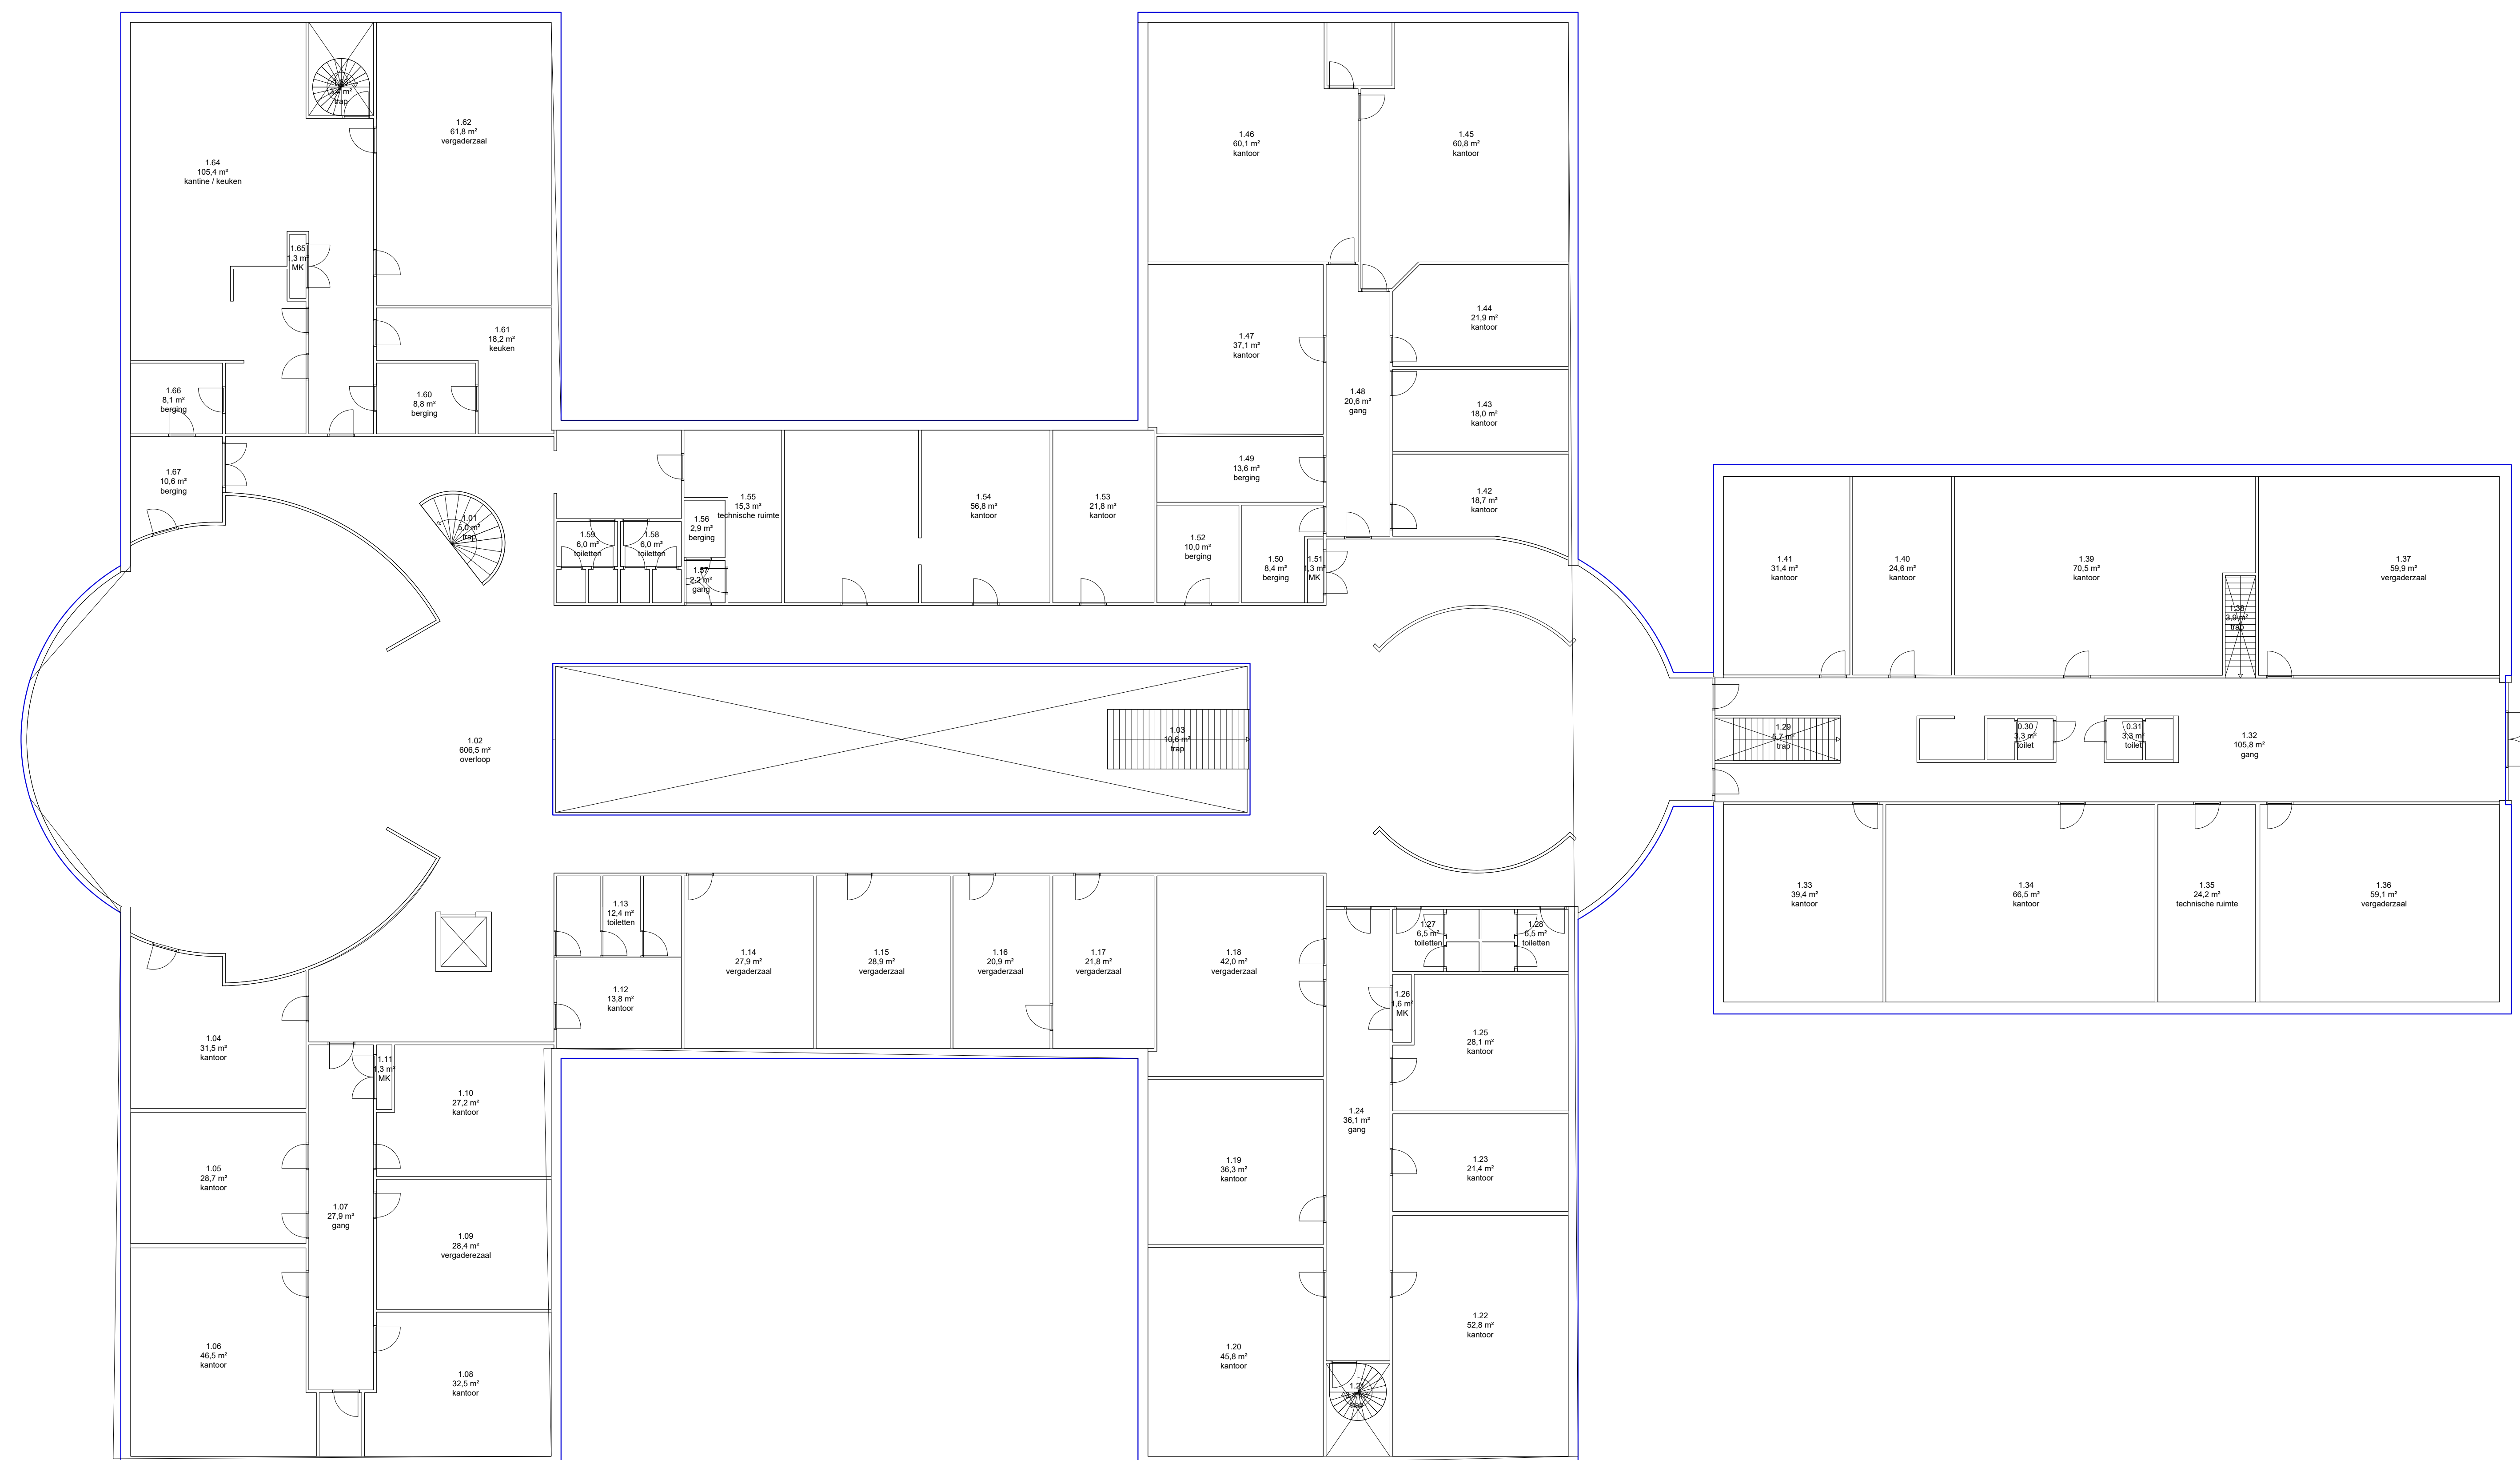 1.62
61,8 m²
vergaderzaal
3,4 m²
trap
1.64
105,4 m²
kantine / keuken
1.65
1,3 m²
MK
1.61
18,2 m²
keuken
1.66
8,1 m²
berging
1.60
8,8 m²
berging
1.67
10,6 m²
berging
1.01
5,0 m²
trap
1.59
6,0 m²
toiletten
1.58
6,0 m²
toiletten
1.56
2,9 m²
berging
1.57
2,2 m²
gang
1.55
15,3 m²
technische ruimte
1.54
56,8 m²
kantoor
1.53
21,8 m²
kantoor
1.46
60,1 m²
kantoor
1.45
60,8 m²
kantoor
1.47
37,1 m²
kantoor
1.44
21,9 m²
kantoor
1.48
20,6 m²
gang
1.43
18,0 m²
kantoor
1.49
13,6 m²
berging
1.42
18,7 m²
kantoor
1.52
10,0 m²
berging
1.50
8,4 m²
berging
1.51
1,3 m²
MK
1.41
31,4 m²
kantoor
1.40
24,6 m²
kantoor
1.39
70,5 m²
kantoor
1.38
3,9 m²
trap
1.37
59,9 m²
vergaderzaal
1.02
606,5 m²
overloop
1.03
10,6 m²
trap
1.29
5,7 m²
trap
0.30
3,3 m²
toilet
0.31
3,3 m²
toilet
1.32
105,8 m²
gang
1.33
39,4 m²
kantoor
1.34
66,5 m²
kantoor
1.35
24,2 m²
technische ruimte
1.36
59,1 m²
vergaderzaal
1.13
12,4 m²
toiletten
1.12
13,8 m²
kantoor
1.14
27,9 m²
vergaderzaal
1.15
28,9 m²
vergaderzaal
1.16
20,9 m²
vergaderzaal
1.17
21,8 m²
vergaderzaal
1.18
42,0 m²
vergaderzaal
1.27
6,5 m²
toiletten
1.28
6,5 m²
toiletten
1.26
1,6 m²
MK
1.25
28,1 m²
kantoor
1.04
31,5 m²
kantoor
1.11
1,3 m²
MK
1.10
27,2 m²
kantoor
1.05
28,7 m²
kantoor
1.07
27,9 m²
gang
1.09
28,4 m²
vergaderezaal
1.06
46,5 m²
kantoor
1.08
32,5 m²
kantoor
1.24
36,1 m²
gang
1.19
36,3 m²
kantoor
1.23
21,4 m²
kantoor
1.20
45,8 m²
kantoor
1.22
52,8 m²
kantoor
1.21
trap